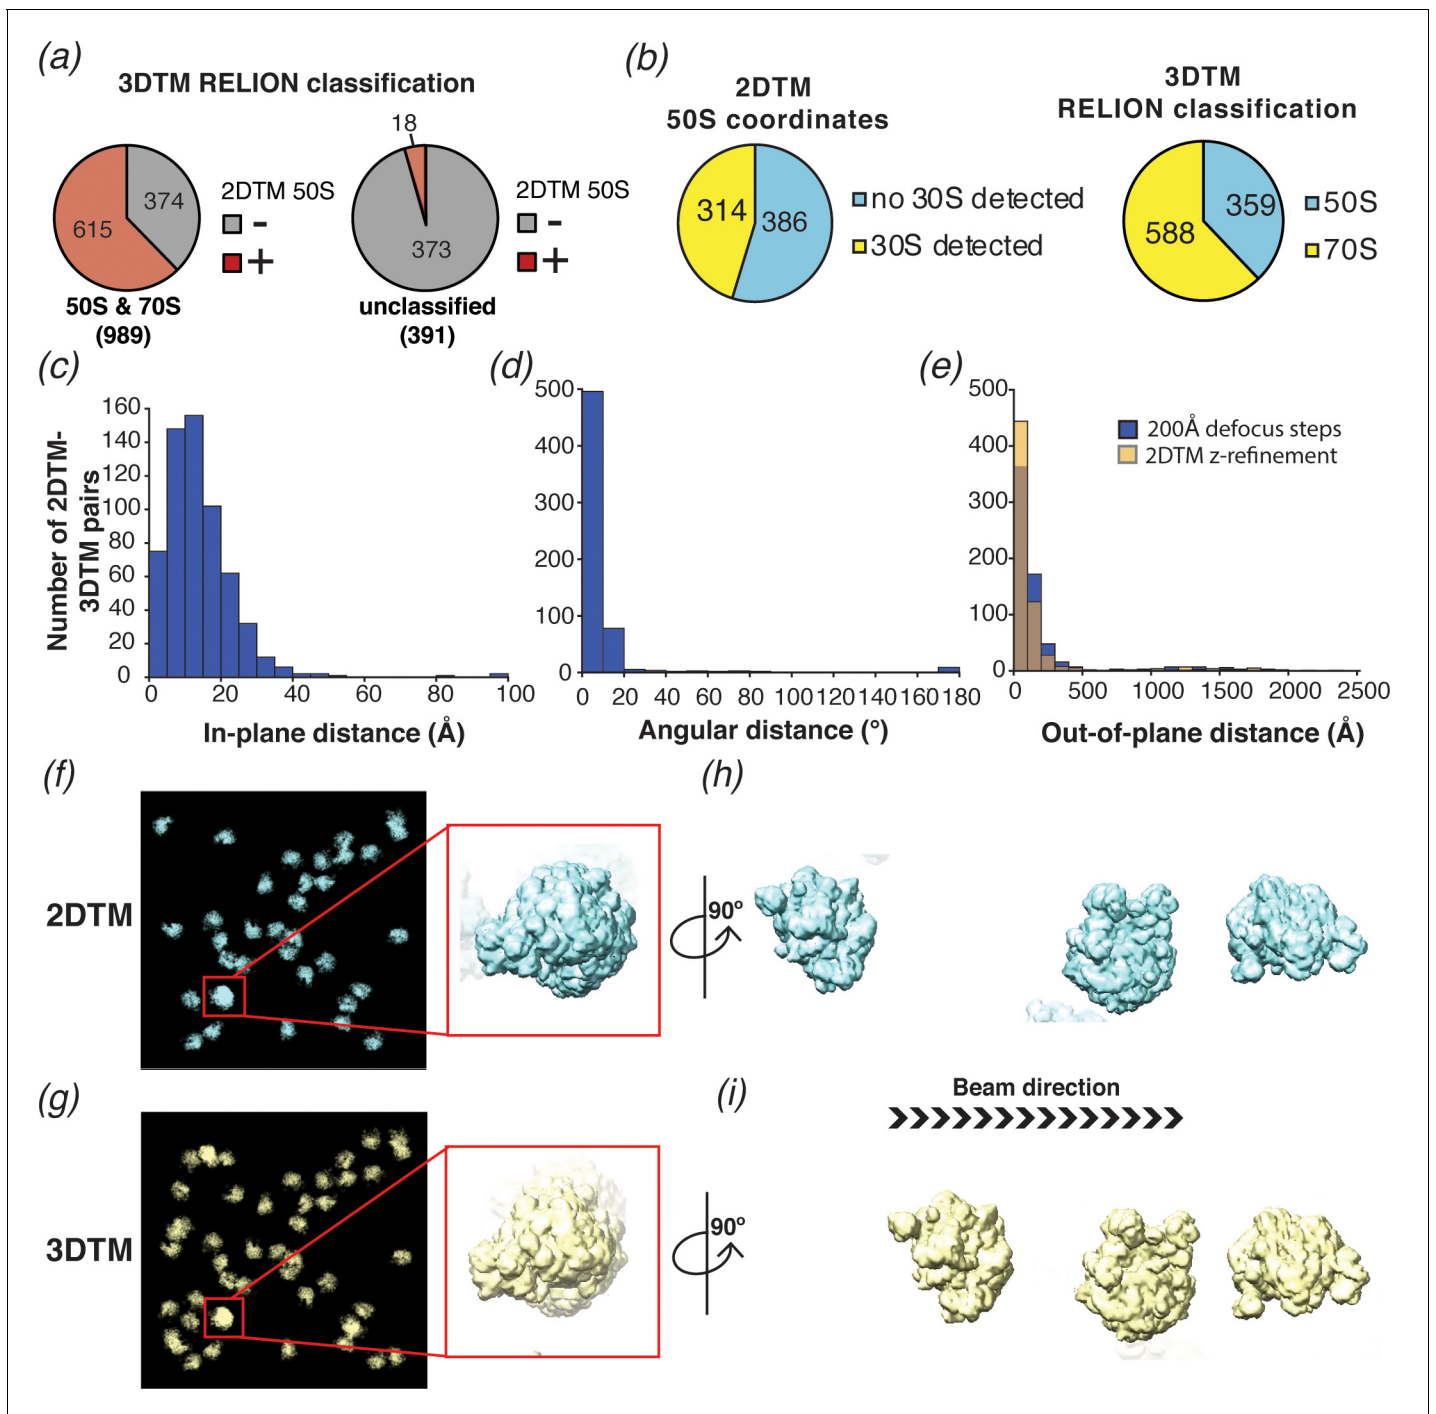 (a)
3DTM RELION classification
374
615
2DTM 50S
-
+
50S & 70S
(989)
18
373
2DTM 50S
-
+
unclassified
(391)
(b)
2DTM
50S coordinates
314
386
no 30S detected
30S detected
3DTM
RELION classification
359
588
50S
70S
(c)
Number of 2DTM-
3DTM pairs
160
140
120
100
80
60
40
20
0
0 20 40 60 80 100
In-plane distance (Å)
(d)
500
400
300
200
100
0
0 20 40 60 80 100 120 140 160 180
Angular distance (°)
(e)
500
400
300
200
100
0
200Å defocus steps
2DTM z-refinement
0 500 1000 1500 2000 2500
Out-of-plane distance (Å)
(f)
2DTM
(h)
90º
(g)
3DTM
(i)
Beam direction
90º